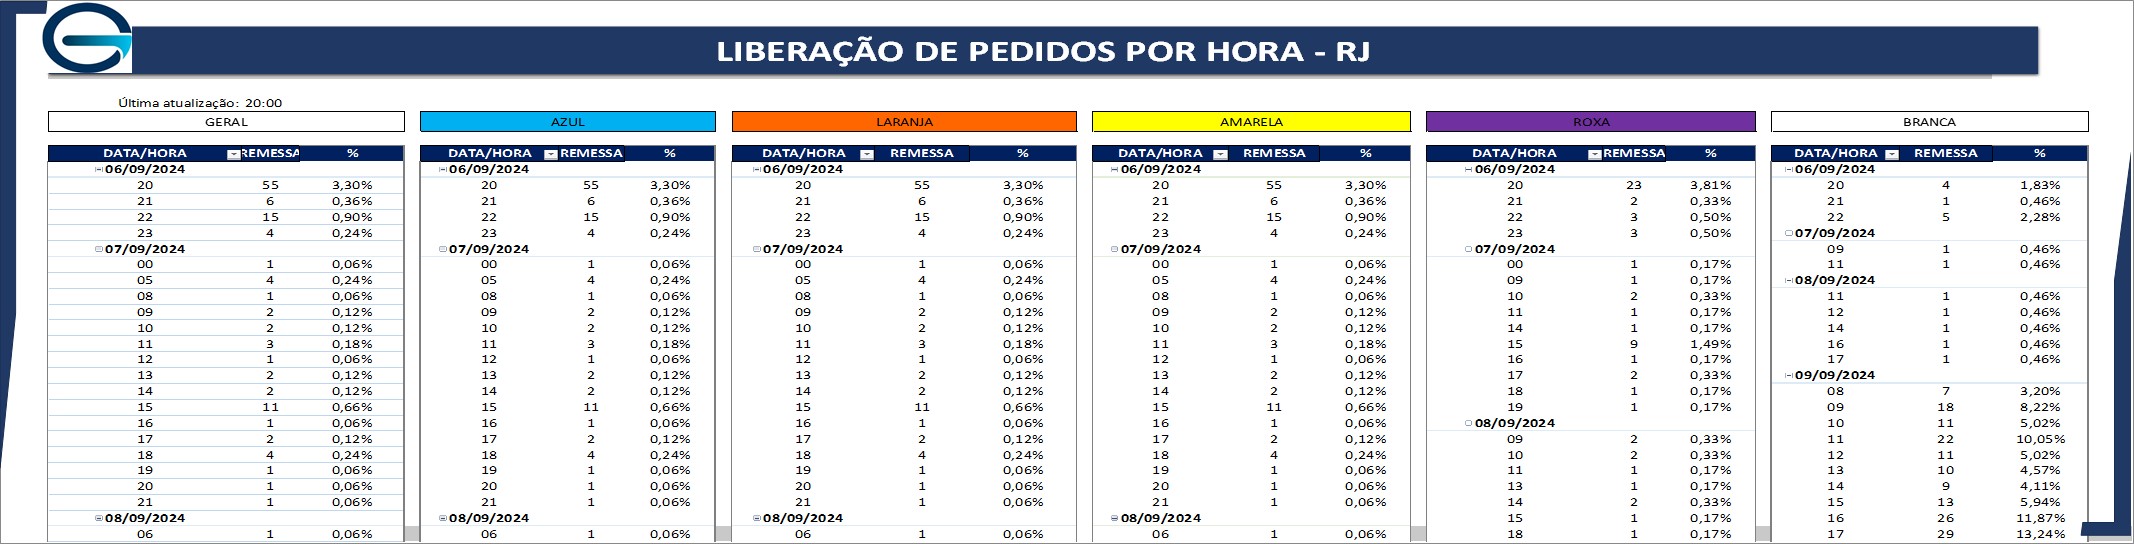 LIBERAÇÃO DE PEDIDOS POR HORA - RJ
Última atualização: 20:00
GERAL AZUL LARANJA AMARELA ROXA BRANCA
DATA/HORA REMESSA % DATA/HORA REMESSA % DATA/HORA REMESSA % DATA/HORA REMESSA % DATA/HORA REMESSA % DATA/HORA REMESSA %
06/09/2024 06/09/2024 06/09/2024 06/09/2024 06/09/2024 06/09/2024
20 55 3,30% 20 55 3,30% 20 55 3,30% 20 55 3,30% 20 23 3,81% 20 4 1,83%
21 6 0,36% 21 6 0,36% 21 6 0,36% 21 6 0,36% 21 2 0,33% 21 1 0,46%
22 15 0,90% 22 15 0,90% 22 15 0,90% 22 15 0,90% 22 3 0,50% 22 5 2,28%
23 4 0,24% 23 4 0,24% 23 4 0,24% 23 4 0,24% 23 3 0,50% 07/09/2024
07/09/2024 07/09/2024 07/09/2024 07/09/2024 07/09/2024 09 1 0,46%
00 1 0,06% 00 1 0,06% 00 1 0,06% 00 1 0,06% 00 1 0,17% 11 1 0,46%
05 4 0,24% 05 4 0,24% 05 4 0,24% 05 4 0,24% 09 1 0,17% 08/09/2024
08 1 0,06% 08 1 0,06% 08 1 0,06% 08 1 0,06% 10 2 0,33% 11 1 0,46%
09 2 0,12% 09 2 0,12% 09 2 0,12% 09 2 0,12% 11 1 0,17% 12 1 0,46%
10 2 0,12% 10 2 0,12% 10 2 0,12% 10 2 0,12% 14 1 0,17% 14 1 0,46%
11 3 0,18% 11 3 0,18% 11 3 0,18% 11 3 0,18% 15 9 1,49% 16 1 0,46%
12 1 0,06% 12 1 0,06% 12 1 0,06% 12 1 0,06% 16 1 0,17% 17 1 0,46%
13 2 0,12% 13 2 0,12% 13 2 0,12% 13 2 0,12% 17 2 0,33% 09/09/2024
14 2 0,12% 14 2 0,12% 14 2 0,12% 14 2 0,12% 18 1 0,17% 08 7 3,20%
15 11 0,66% 15 11 0,66% 15 11 0,66% 15 11 0,66% 19 1 0,17% 09 18 8,22%
16 1 0,06% 16 1 0,06% 16 1 0,06% 16 1 0,06% 08/09/2024 10 11 5,02%
17 2 0,12% 17 2 0,12% 17 2 0,12% 17 2 0,12% 09 2 0,33% 11 22 10,05%
18 4 0,24% 18 4 0,24% 18 4 0,24% 18 4 0,24% 10 2 0,33% 12 11 5,02%
19 1 0,06% 19 1 0,06% 19 1 0,06% 19 1 0,06% 11 1 0,17% 13 10 4,57%
20 1 0,06% 20 1 0,06% 20 1 0,06% 20 1 0,06% 13 1 0,17% 14 9 4,11%
21 1 0,06% 21 1 0,06% 21 1 0,06% 21 1 0,06% 14 2 0,33% 15 13 5,94%
08/09/2024 08/09/2024 08/09/2024 08/09/2024 15 1 0,17% 16 26 11,87%
06 1 0,06% 06 1 0,06% 06 1 0,06% 06 1 0,06% 18 1 0,17% 17 29 13,24%